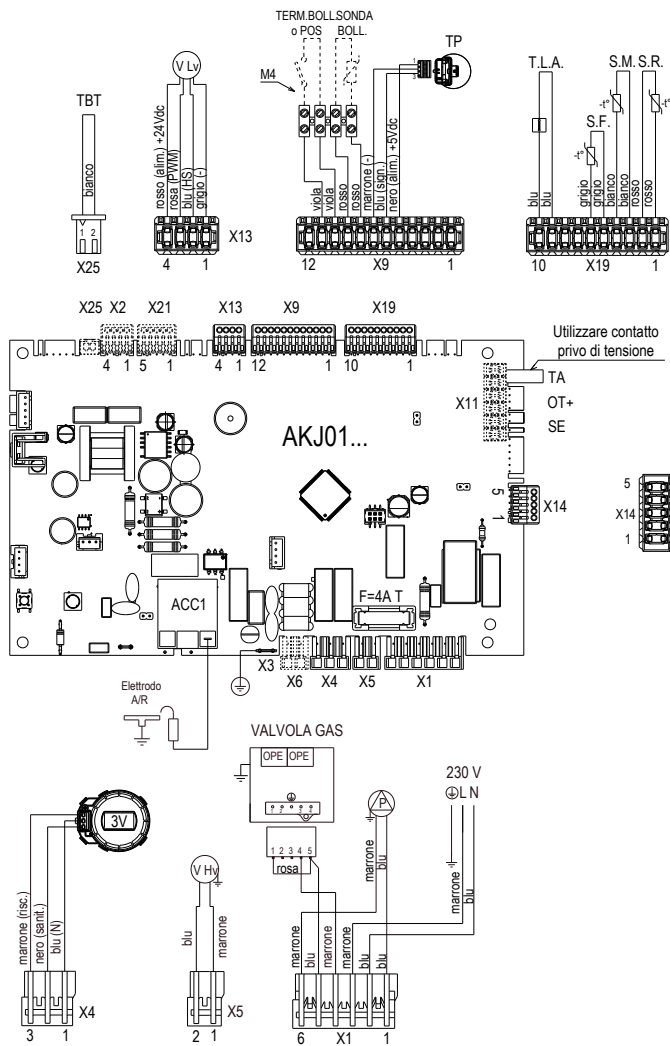 TERM.BOLL.
o POS
SONDA
BOLL.
TP
M4
V Lv
TBT
bianco
1 2
X25
rosso (alim.) +24Vdc
rosa (PWM)
blu (HS)
grigio (-)
4 1
X13
viola
viola
rosso
rosso
marrone (-)
blu (sign.)
nero (alim.) +5Vdc
12 X9 1
T.L.A.
S.F.
S.M.
S.R.
-t°
-t°
-t°
blu
blu
grigio
grigio
bianco
bianco
rosso
rosso
10 X19 1
X25 X2 X21 X13 X9 X19
4 1 5 1 4 1 12 1 10 1
Utilizzare contatto
privo di tensione
TA
X11
OT+
SE
AKJ01...
5
1
X14
5
X14
1
ACC1
F=4A T
X3
X6 X4 X5 X1
Elettrodo
A/R
VALVOLA GAS
OPE OPE
1 2 3 4 5
rosa
P
230 V
L N
3V
V Hv
marrone (risc.)
nero (sanit.)
blu (N)
3 1
X4
blu
marrone
2 1
X5
marrone
blu
marrone
blu
marrone
blu
marrone
blu
marrone
blu
6 X1 1